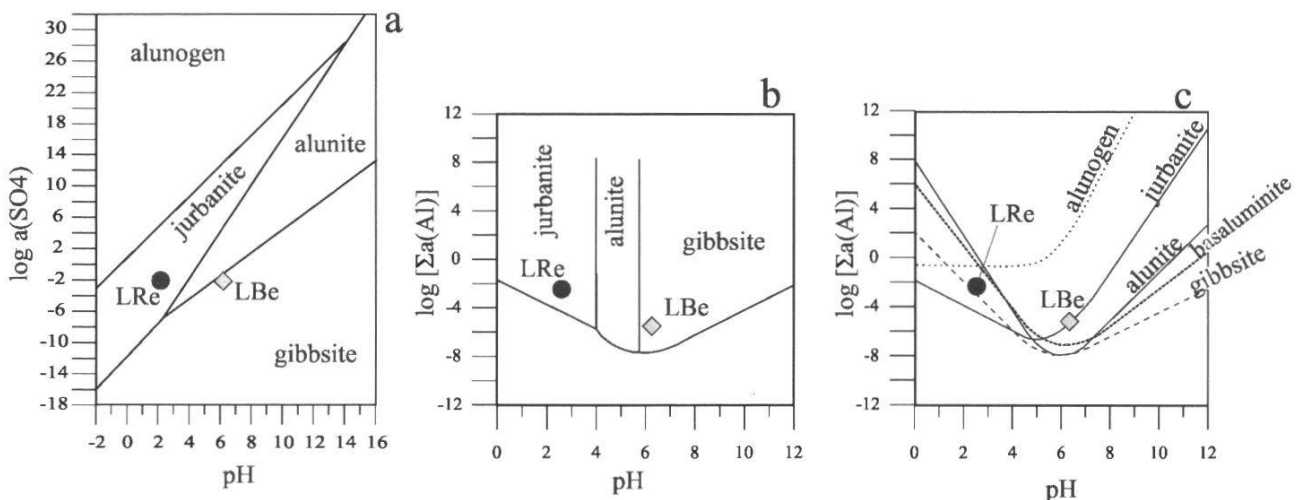 a
log a(SO4)
32
30
26
22
18
14
10
6
2
-2
-6
-10
-14
-18
alunogen
jurbanite
alunite
gibbsite
LRe
LBe
-2 0 2 4 6 8 10 12 14 16
pH
b
log [Σa(Al)]
12
8
4
0
-4
-8
-12
jurbanite
alunite
gibbsite
LRe
LBe
0 2 4 6 8 10 12
pH
c
log [Σa(Al)]
12
8
4
0
-4
-8
-12
alunogen
jurbanite
LRe
LBe
alunite
basaluminite
gibbsite
0 2 4 6 8 10 12
pH